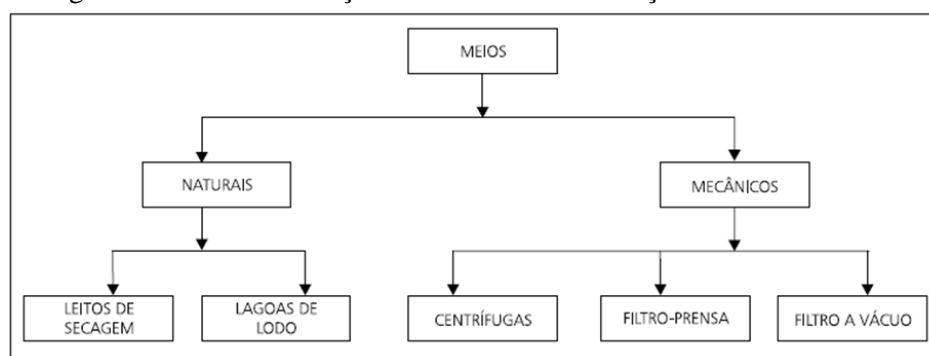 MEIOS
NATURAIS
MECÂNICOS
LEITOS DE
SECAGEM
LAGOAS DE
LODO
CENTRÍFUGAS
FILTRO-PRENSA
FILTRO A VÁCUO